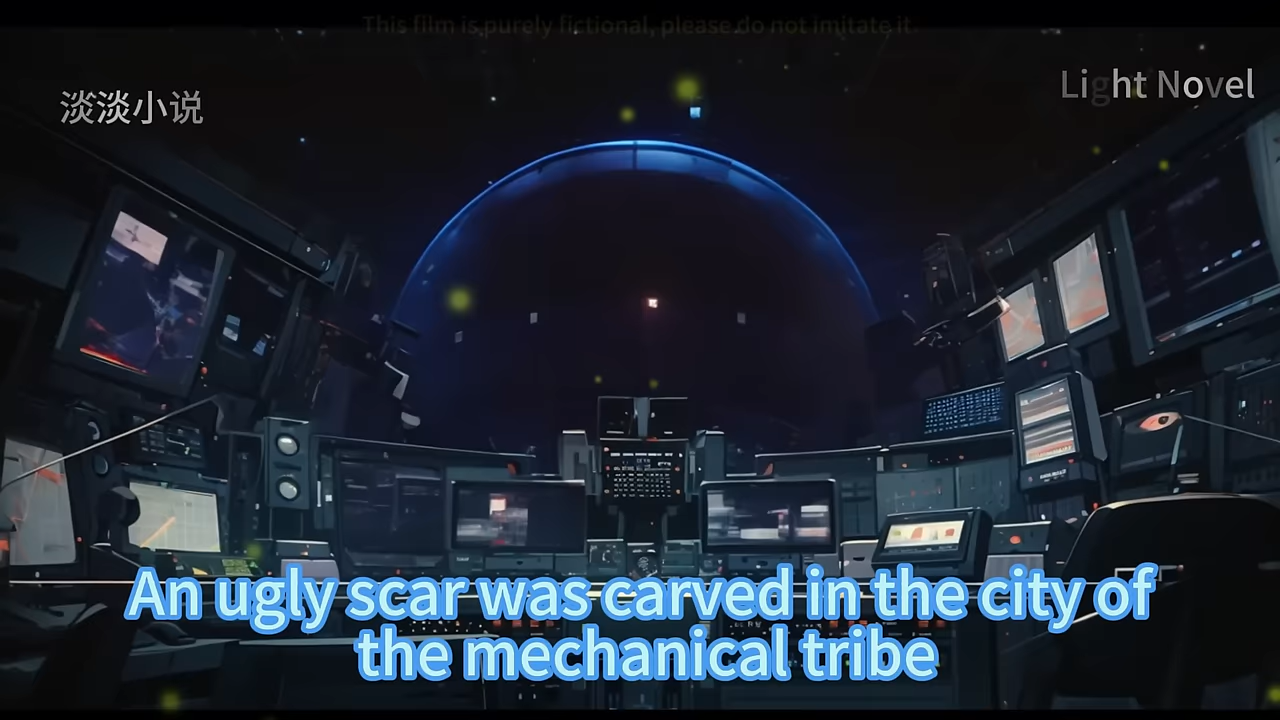 This film is purely fictional, please do not imitate it.
淡淡小说
Light Novel
An ugly scar was carved in the city of
the mechanical tribe